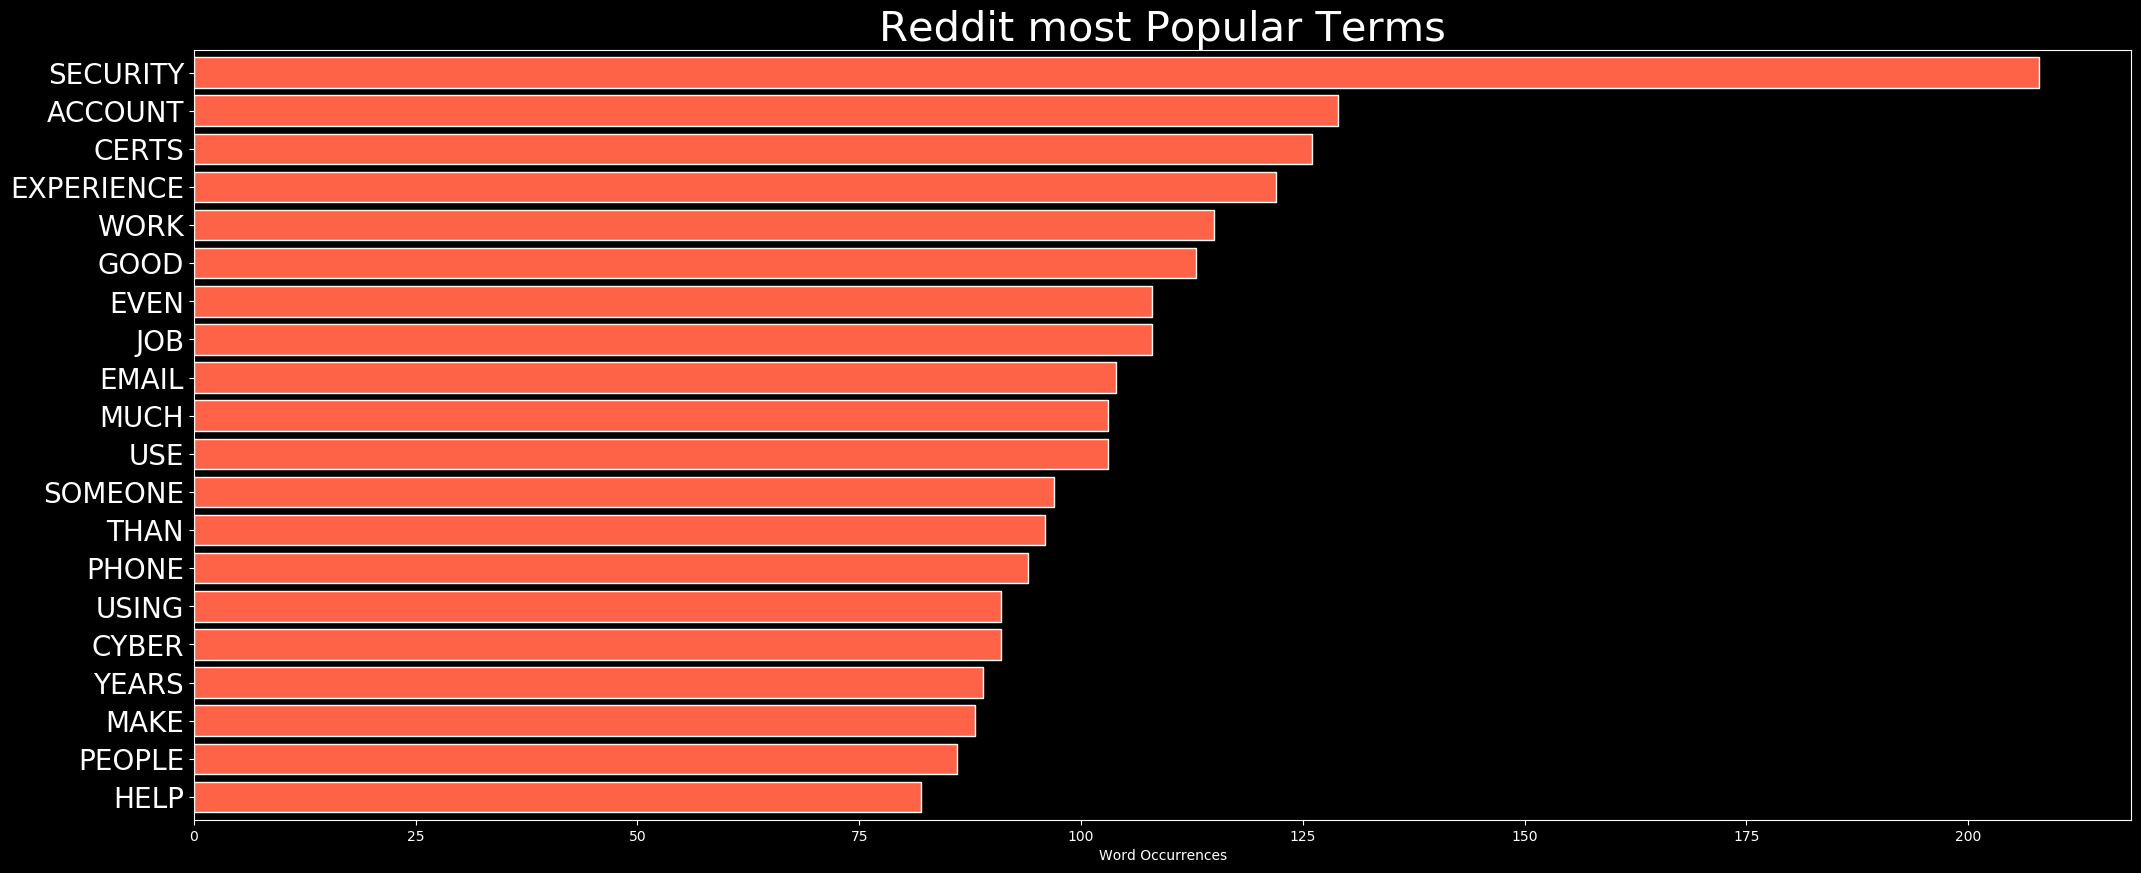 Reddit most Popular Terms
SECURITY
ACCOUNT
CERTS
EXPERIENCE
WORK
GOOD
EVEN
JOB
EMAIL
MUCH
USE
SOMEONE
THAN
PHONE
USING
CYBER
YEARS
MAKE
PEOPLE
HELP
0 25 50 75 100 125 150 175 200
Word Occurrences